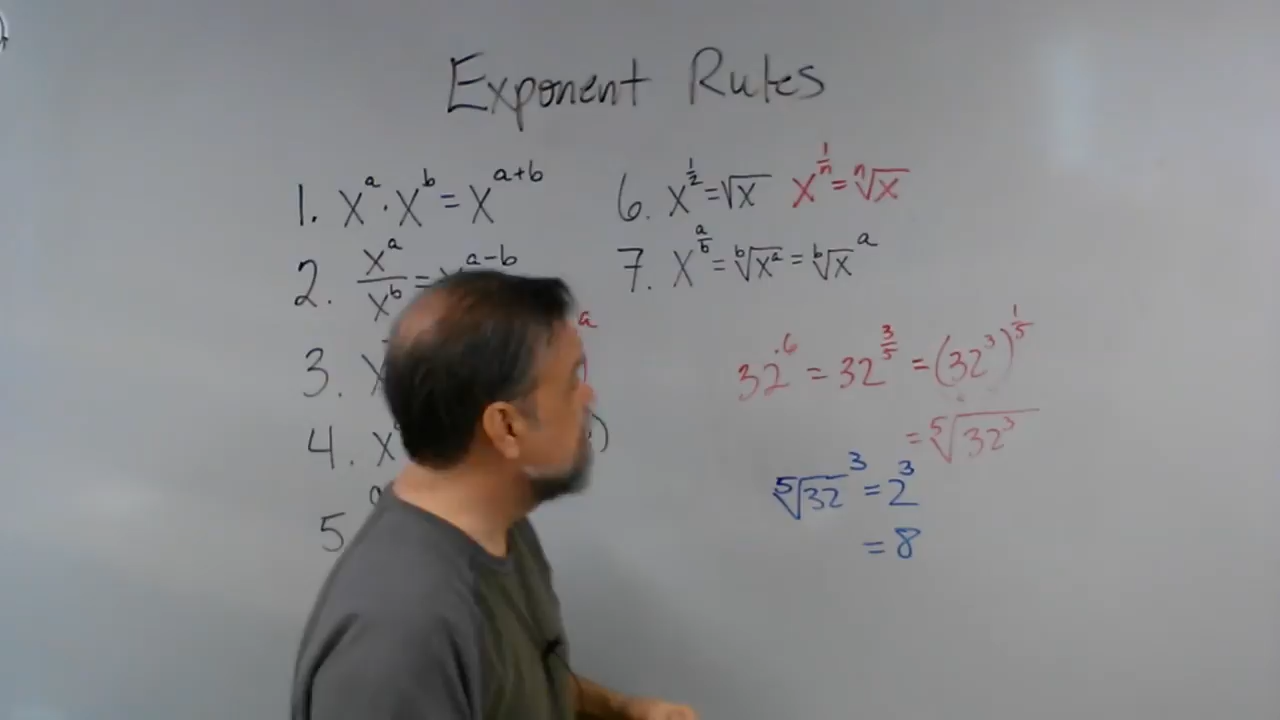 Exponent Rules
1. x^a · x^b = x^(a+b)
2. x^a / x^b = x^(a-b)
3. x
4. x
5
6. x^(1/2) = √x  x^(1/n) = ⁿ√x
7. x^(a/b) = ᵇ√(x^a) = ᵇ√x^a
32^.6 = 32^(3/5) = (32^3)^(1/5)
= ⁵√(32^3)
⁵√32^3 = 2^3
= 8